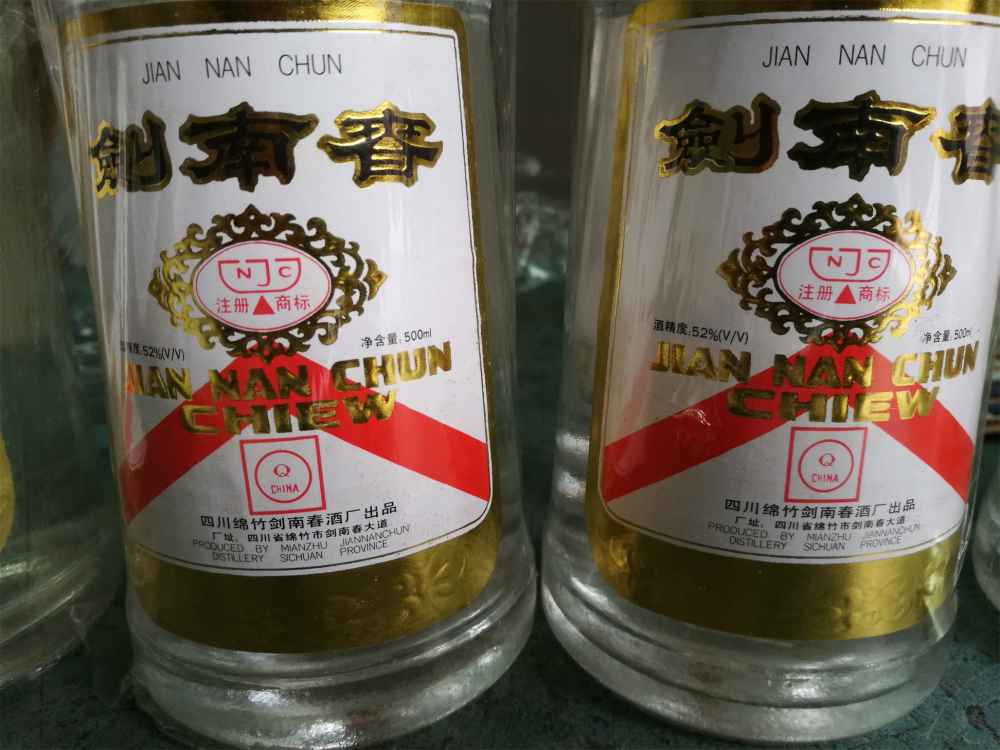 JIAN NAN CHUN
劍南春
NJC
注册 商标
净含量:500ml
精度:52%(V/V)
JIAN NAN CHUN
CHIEW
Q
CHINA
四川绵竹剑南春酒厂出品
厂址:四川省绵竹市剑南春大道
PRODUCED BY MIANZHU JIANNANCHUN
DISTILLERY SICHUAN PROVINCE
JIAN NAN CHUN
劍南春
NJC
注册 商标
酒精度:52%(V/V)
净含量:500ml
JIAN NAN CHUN
CHIEW
Q
CHINA
四川绵竹剑南春酒厂出品
厂址:四川省绵竹市剑南春大道
PRODUCED BY MIANZHU JIANNANCHUN
DISTILLERY SICHUAN PROVINCE